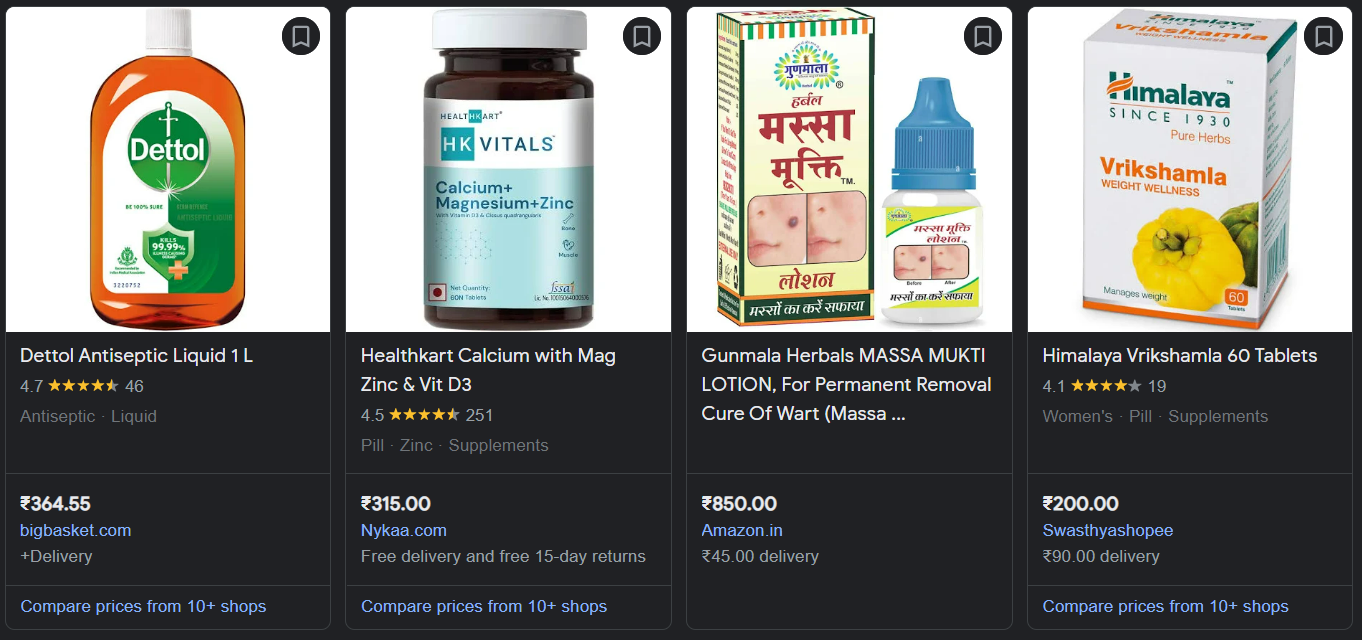 Dettol
BE 100% SURE
ANTISEPTIC LIQUID
KILLS
99.99%
3220752
HEALTHKART
HK VITALS
Calcium+
Magnesium+Zinc
With Vitamin D3 & Cissus quadrangularis
Bone
Muscle
Net Quantity:
60N Tablets
fssai
गुणमाला
हर्बल
मस्सा
मूक्ति TM.
लोशन
मस्सों का करें सफाया
मस्सा मूक्ति
लोशन
Before After
मस्सों का करें सफाया
Himalaya
SINCE 1930
Vrikshamla
WEIGHT WELLNESS
Himalaya
SINCE 1930
Pure Herbs
Vrikshamla
WEIGHT WELLNESS
Manages weight
60
Tablets
Dettol Antiseptic Liquid 1 L
4.7 46
Antiseptic · Liquid
₹364.55
bigbasket.com
+Delivery
Compare prices from 10+ shops
Healthkart Calcium with Mag
Zinc & Vit D3
4.5 251
Pill · Zinc · Supplements
₹315.00
Nykaa.com
Free delivery and free 15-day returns
Compare prices from 10+ shops
Gunmala Herbals MASSA MUKTI
LOTION, For Permanent Removal
Cure Of Wart (Massa ...
₹850.00
Amazon.in
₹45.00 delivery
Himalaya Vrikshamla 60 Tablets
4.1 19
Women's · Pill · Supplements
₹200.00
Swasthyashopee
₹90.00 delivery
Compare prices from 10+ shops